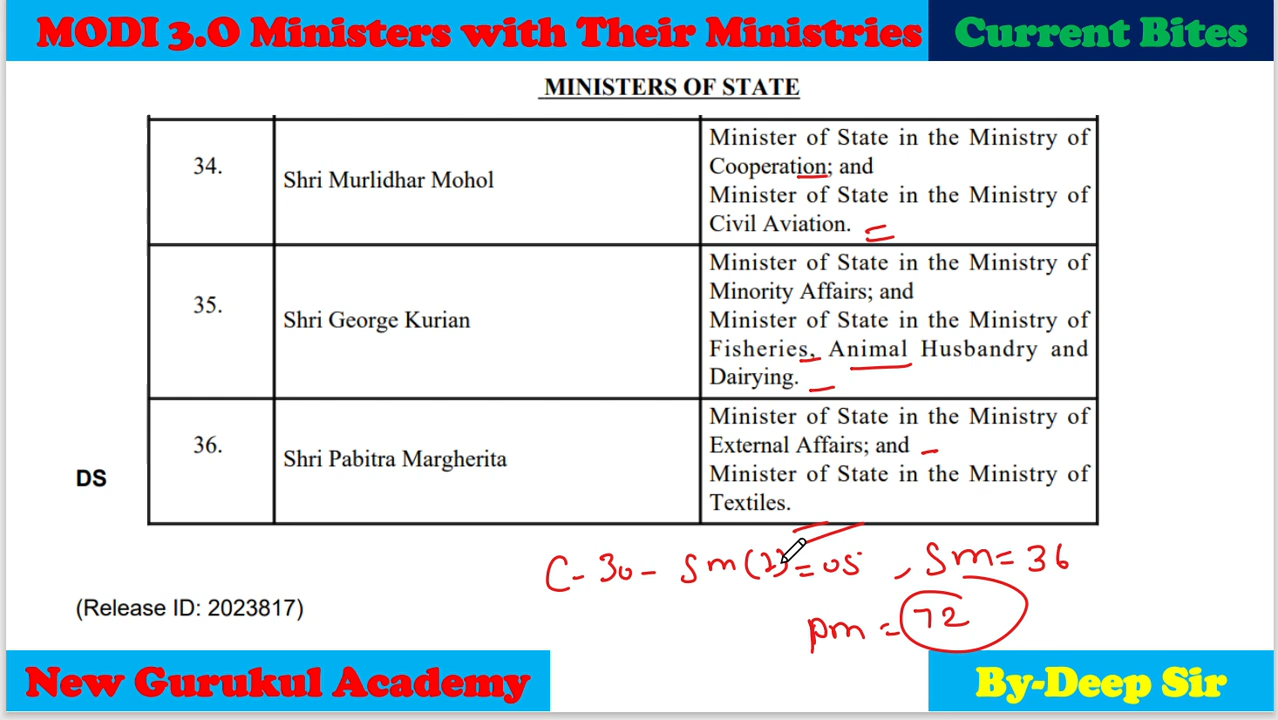 MODI 3.0 Ministers with Their Ministries
Current Bites
MINISTERS OF STATE
34.
Shri Murlidhar Mohol
Minister of State in the Ministry of
Cooperation; and
Minister of State in the Ministry of
Civil Aviation.
35.
Shri George Kurian
Minister of State in the Ministry of
Minority Affairs; and
Minister of State in the Ministry of
Fisheries, Animal Husbandry and
Dairying.
36.
Shri Pabitra Margherita
Minister of State in the Ministry of
External Affairs; and
Minister of State in the Ministry of
Textiles.
DS
C- 30 - Sm = 05 , Sm = 36
pm = 72
(Release ID: 2023817)
New Gurukul Academy
By-Deep Sir